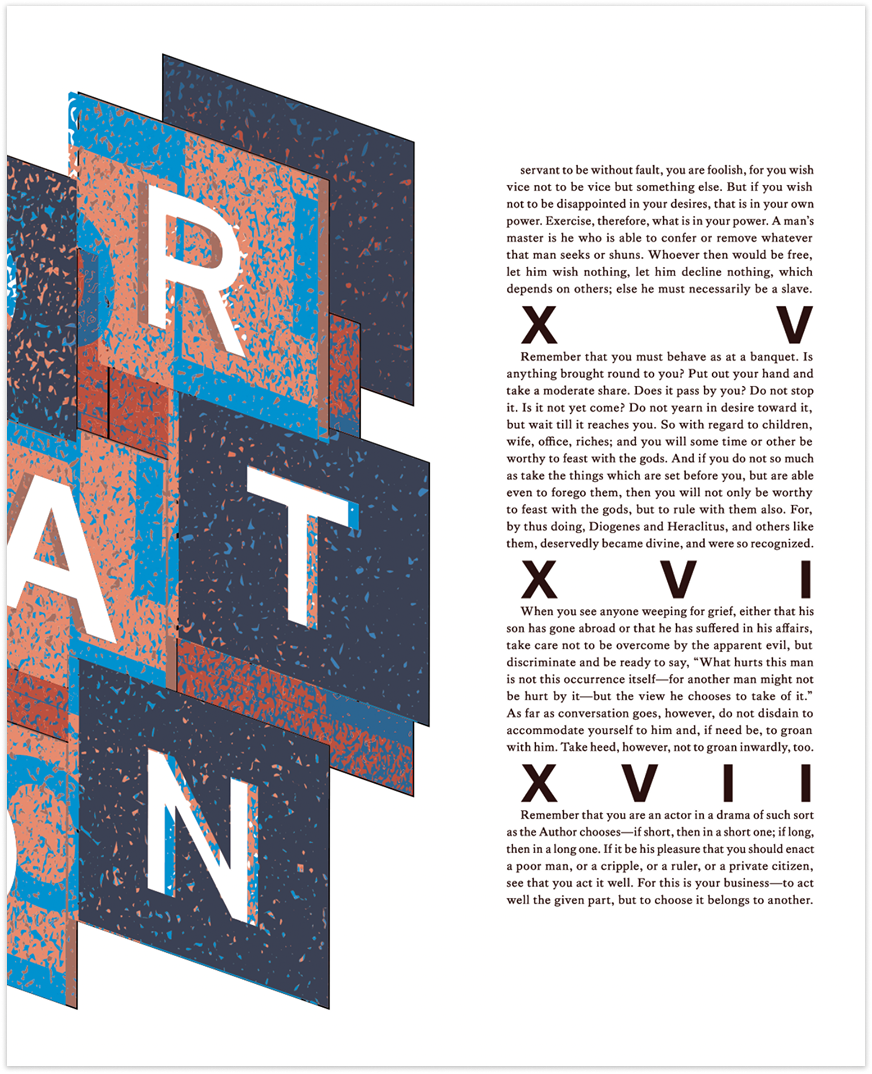 R
A T
N
servant to be without fault, you are foolish, for you wish
vice not to be vice but something else. But if you wish
not to be disappointed in your desires, that is in your own
power. Exercise, therefore, what is in your power. A man's
master is he who is able to confer or remove whatever
that man seeks or shuns. Whoever then would be free,
let him wish nothing, let him decline nothing, which
depends on others; else he must necessarily be a slave.
X V
Remember that you must behave as at a banquet. Is
anything brought round to you? Put out your hand and
take a moderate share. Does it pass by you? Do not stop
it. Is it not yet come? Do not yearn in desire toward it,
but wait till it reaches you. So with regard to children,
wife, office, riches; and you will some time or other be
worthy to feast with the gods. And if you do not so much
as take the things which are set before you, but are able
even to forego them, then you will not only be worthy
to feast with the gods, but to rule with them also. For,
by thus doing, Diogenes and Heraclitus, and others like
them, deservedly became divine, and were so recognized.
X V I
When you see anyone weeping for grief, either that his
son has gone abroad or that he has suffered in his affairs,
take care not to be overcome by the apparent evil, but
discriminate and be ready to say, “What hurts this man
is not this occurrence itself—for another man might not
be hurt by it—but the view he chooses to take of it.”
As far as conversation goes, however, do not disdain to
accommodate yourself to him and, if need be, to groan
with him. Take heed, however, not to groan inwardly, too.
X V I I
Remember that you are an actor in a drama of such sort
as the Author chooses—if short, then in a short one; if long,
then in a long one. If it be his pleasure that you should enact
a poor man, or a cripple, or a ruler, or a private citizen,
see that you act it well. For this is your business—to act
well the given part, but to choose it belongs to another.